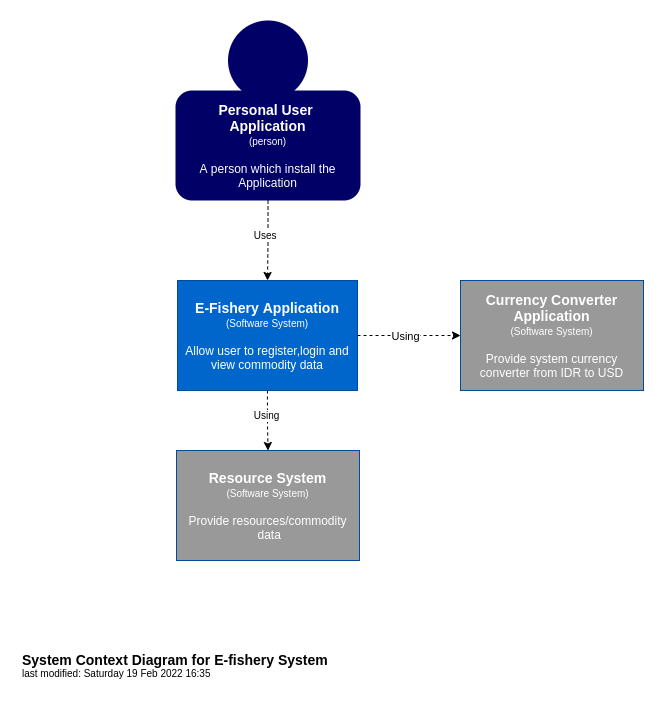 Personal User
Application
(person)
A person which install the
Application
Uses
E-Fishery Application
(Software System)
Allow user to register,login and
view commodity data
Using
Currency Converter
Application
(Software System)
Provide system currency
converter from IDR to USD
Using
Resource System
(Software System)
Provide resources/commodity
data
System Context Diagram for E-fishery System
last modified: Saturday 19 Feb 2022 16:35